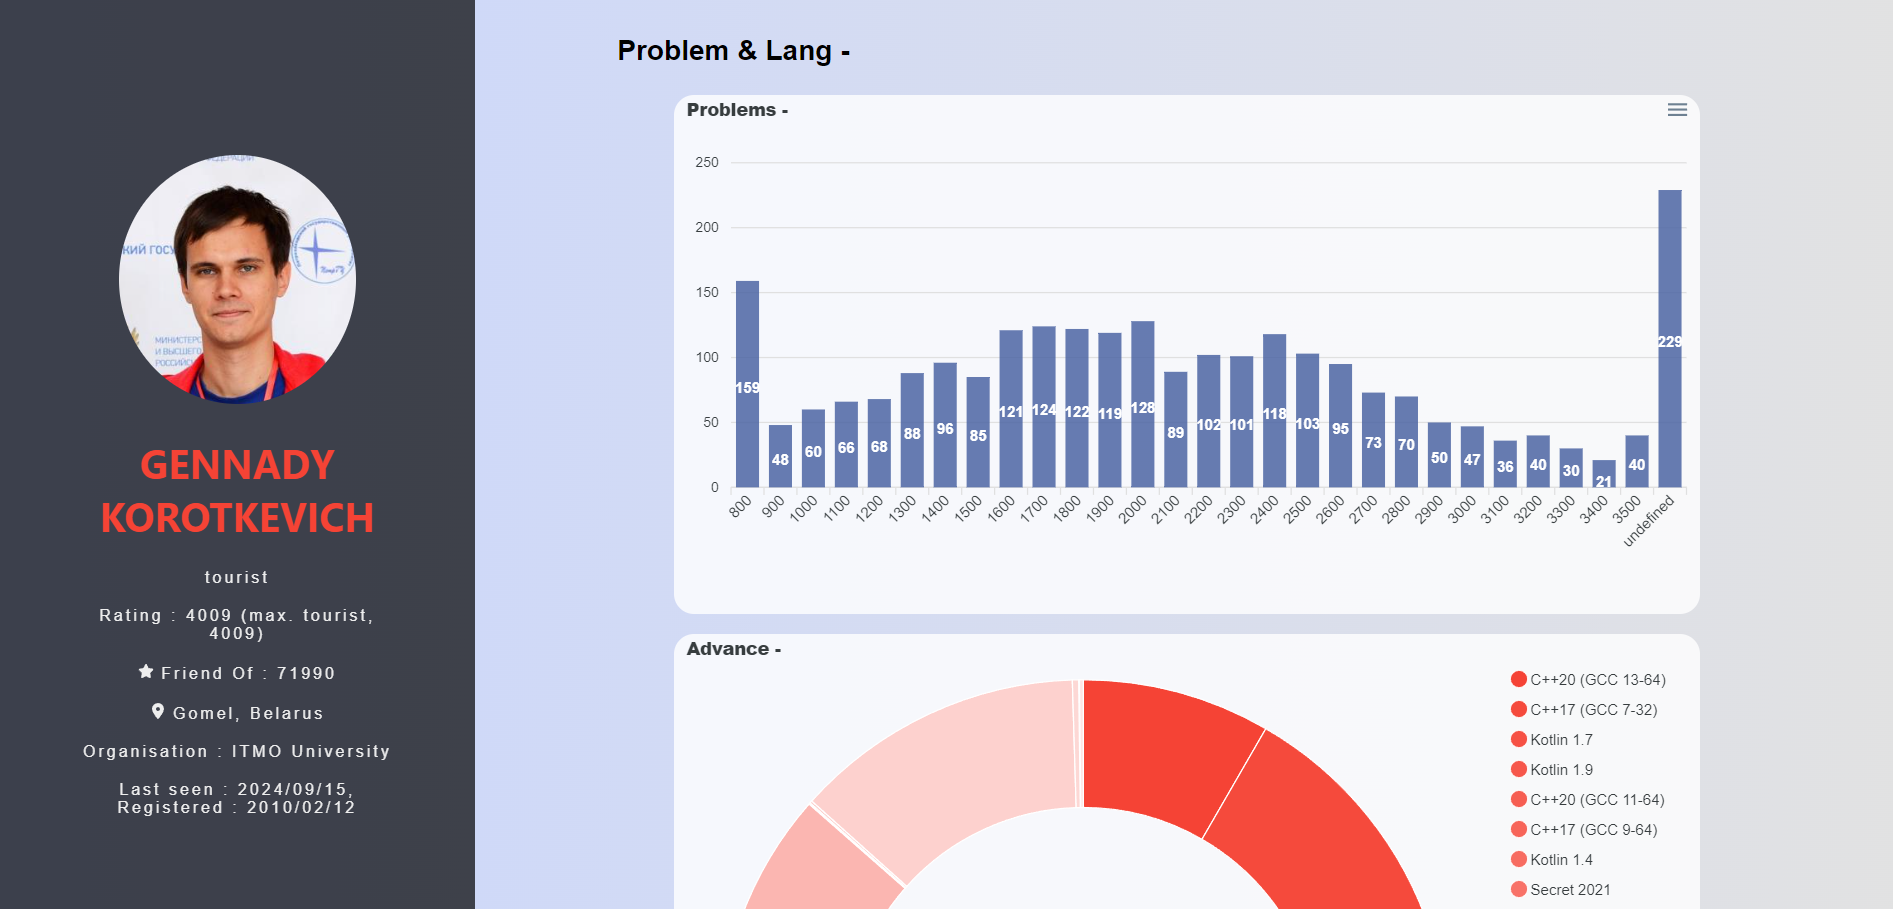 АЦИИ
КИЙ ГОСУ
МИНИСТЕРС
И ВЫСШЕГО
РОССИЙС
GENNADY
KOROTKEVICH
tourist
Rating : 4009 (max. tourist,
4009)
Friend Of : 71990
Gomel, Belarus
Organisation : ITMO University
Last seen : 2024/09/15,
Registered : 2010/02/12
Problem & Lang -
Problems -
250
200
150
100
50
0
159
48
60
66
68
88
96
85
121
124
122
119
128
89
102
101
118
103
95
73
70
50
47
36
40
30
21
40
229
800
900
1000
1100
1200
1300
1400
1500
1600
1700
1800
1900
2000
2100
2200
2300
2400
2500
2600
2700
2800
2900
3000
3100
3200
3300
3400
3500
undefined
Advance -
C++20 (GCC 13-64)
C++17 (GCC 7-32)
Kotlin 1.7
Kotlin 1.9
C++20 (GCC 11-64)
C++17 (GCC 9-64)
Kotlin 1.4
Secret 2021